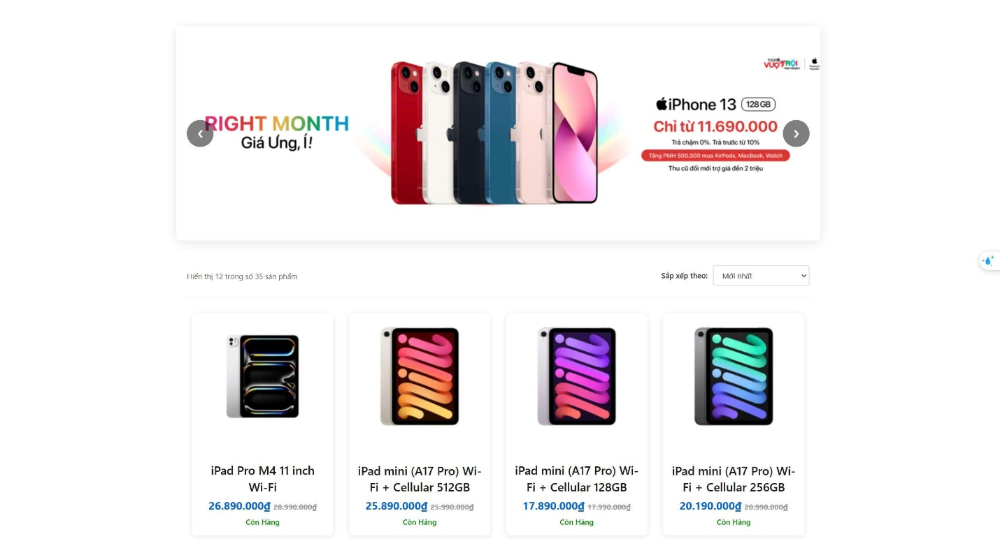 VƯỢTRỘI
RIGHT MONTH
Giá Ưng, Í!
iPhone 13 128 GB
Chỉ từ 11.690.000
Trả chậm 0%. Trả trước từ 10%
Tặng PMH 500.000 mua AirPods, MacBook, Watch
Thu cũ đổi mới trợ giá đến 2 triệu
‹
›
Hiển thị 12 trong số 35 sản phẩm
Sắp xếp theo: Mới nhất
iPad Pro M4 11 inch
Wi-Fi
26.890.000₫ 28.990.000₫
Còn Hàng
iPad mini (A17 Pro) Wi-
Fi + Cellular 512GB
25.890.000₫ 25.990.000₫
Còn Hàng
iPad mini (A17 Pro) Wi-
Fi + Cellular 128GB
17.890.000₫ 17.990.000₫
Còn Hàng
iPad mini (A17 Pro) Wi-
Fi + Cellular 256GB
20.190.000₫ 20.990.000₫
Còn Hàng